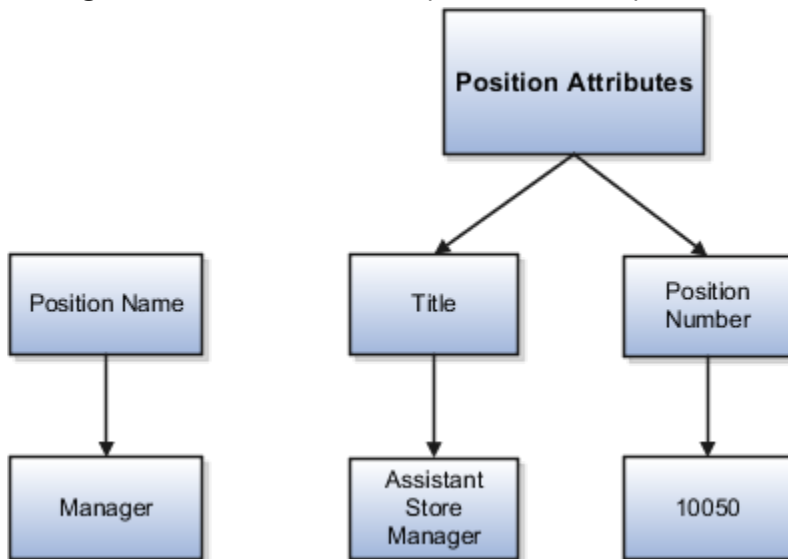 Position Attributes
Position Name
Title
Position
Number
Manager
Assistant
Store
Manager
10050